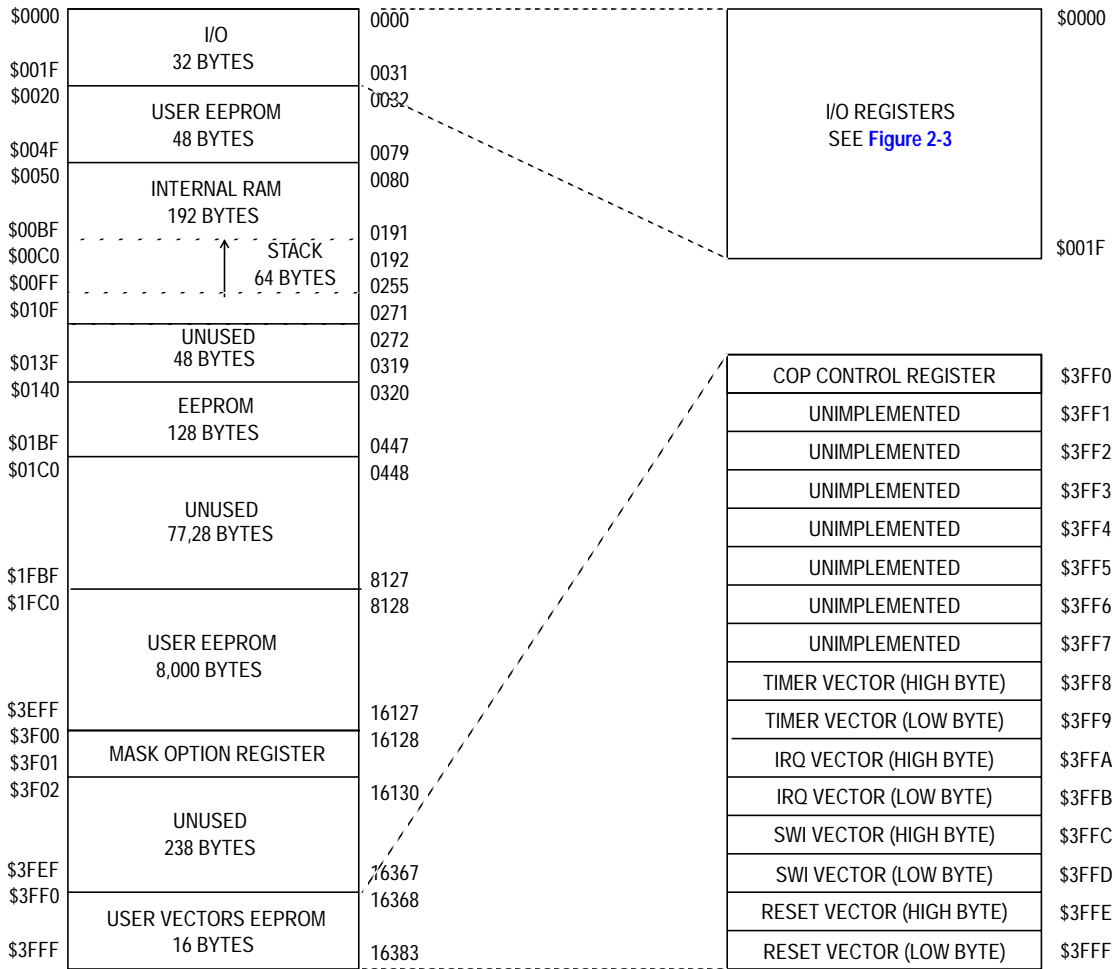 $0000
I/O
32 BYTES
0000
$001F
0031
$0020
USER EEPROM
48 BYTES
0032
$004F
0079
$0050
INTERNAL RAM
192 BYTES
0080
$00BF
0191
$00C0
STACK
64 BYTES
0192
$00FF
0255
$010F
0271
UNUSED
48 BYTES
0272
$013F
0319
$0140
EEPROM
128 BYTES
0320
$01BF
0447
$01C0
0448
UNUSED
77,28 BYTES
$1FBF
8127
$1FC0
8128
USER EEPROM
8,000 BYTES
$3EFF
16127
$3F00
MASK OPTION REGISTER
16128
$3F01
$3F02
16130
UNUSED
238 BYTES
$3FEF
16367
$3FF0
16368
USER VECTORS EEPROM
16 BYTES
$3FFF
16383
$0000
I/O REGISTERS
SEE Figure 2-3
$001F
COP CONTROL REGISTER $3FF0
UNIMPLEMENTED $3FF1
UNIMPLEMENTED $3FF2
UNIMPLEMENTED $3FF3
UNIMPLEMENTED $3FF4
UNIMPLEMENTED $3FF5
UNIMPLEMENTED $3FF6
UNIMPLEMENTED $3FF7
TIMER VECTOR (HIGH BYTE) $3FF8
TIMER VECTOR (LOW BYTE) $3FF9
IRQ VECTOR (HIGH BYTE) $3FFA
IRQ VECTOR (LOW BYTE) $3FFB
SWI VECTOR (HIGH BYTE) $3FFC
SWI VECTOR (LOW BYTE) $3FFD
RESET VECTOR (HIGH BYTE) $3FFE
RESET VECTOR (LOW BYTE) $3FFF